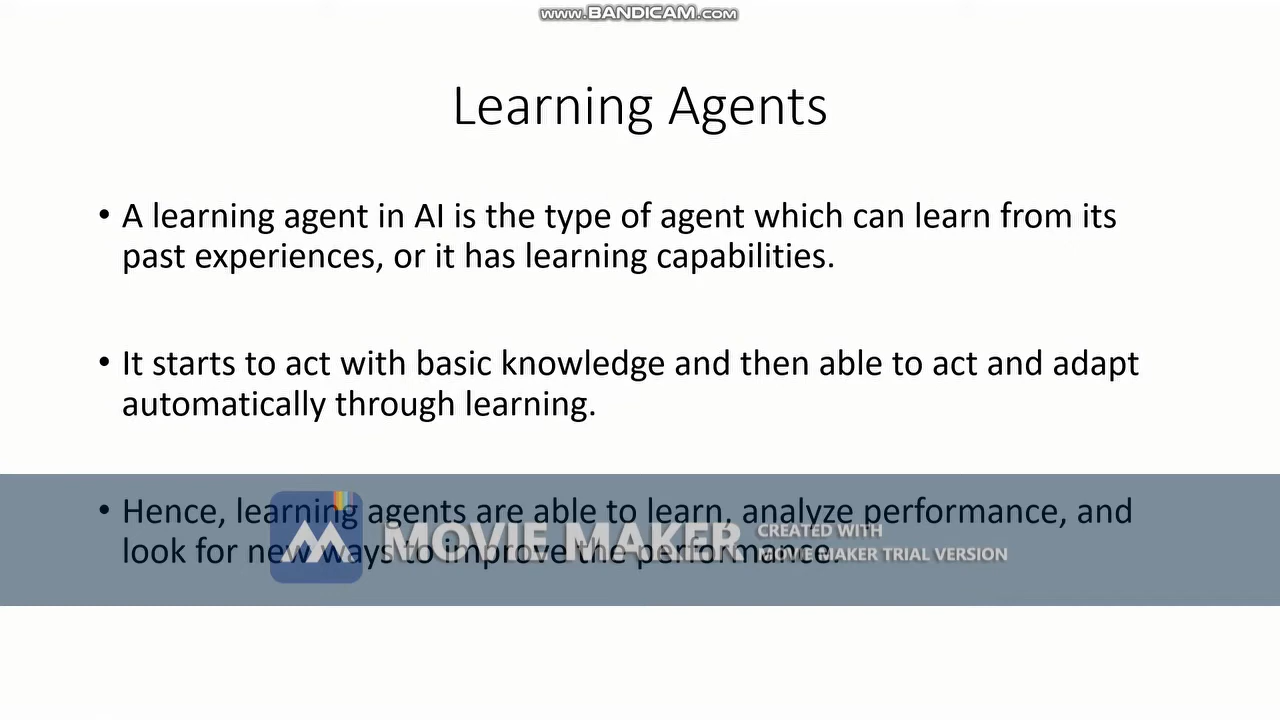 www.BANDICAM.com
Learning Agents
• A learning agent in AI is the type of agent which can learn from its
past experiences, or it has learning capabilities.
• It starts to act with basic knowledge and then able to act and adapt
automatically through learning.
• Hence, learning agents are able to learn, analyze performance, and
look for new ways to improve the performance.
MOVIE MAKER
CREATED WITH
MOVIE MAKER TRIAL VERSION